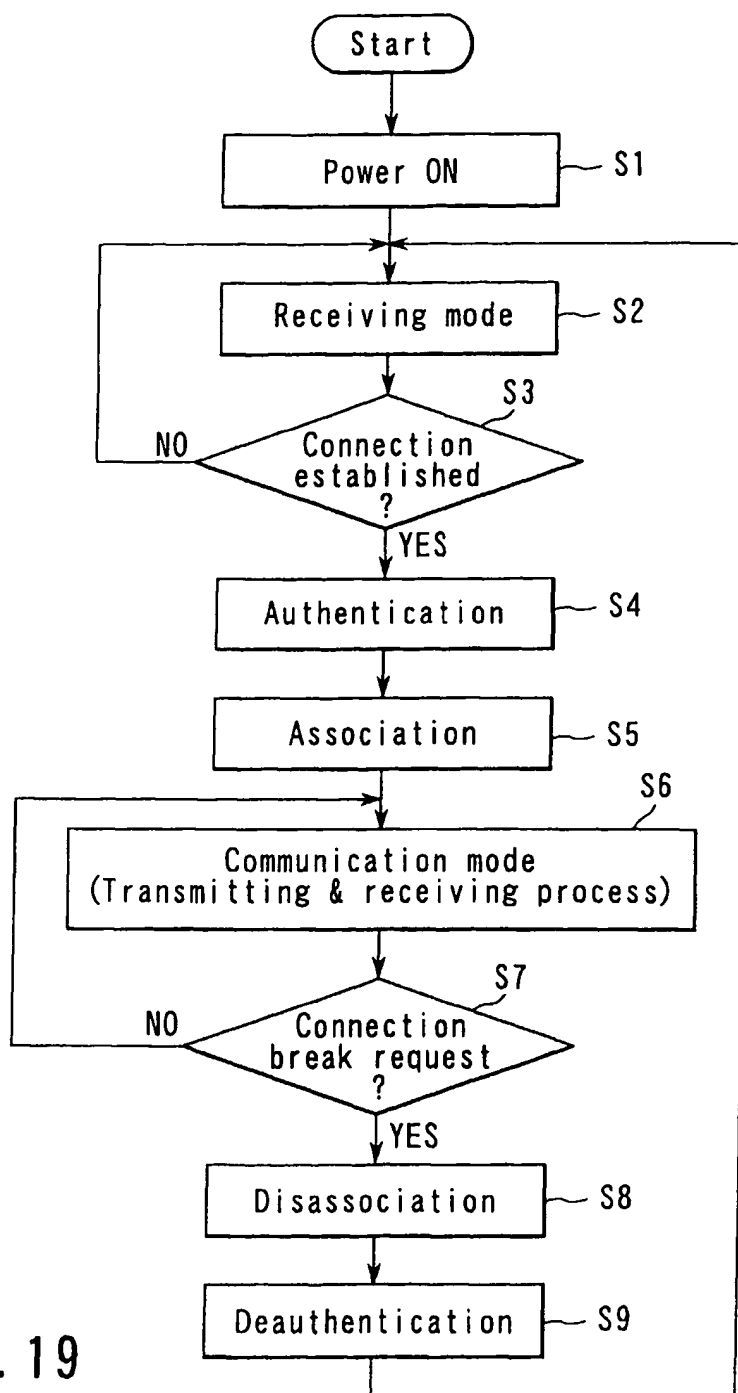 Start
Power ON
S1
Receiving mode
S2
S3
NO
Connection
established
?
YES
Authentication
S4
Association
S5
S6
Communication mode
(Transmitting & receiving process)
S7
NO
Connection
break request
?
YES
Disassociation
S8
Deauthentication
S9
. 19